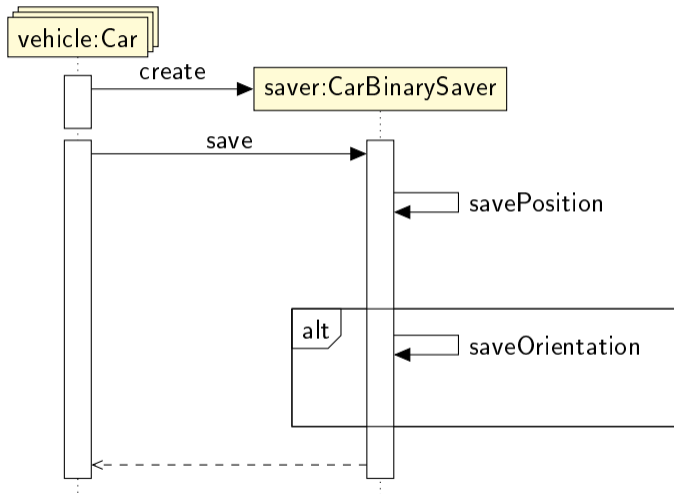 vehicle:Car
create
saver:CarBinarySaver
save
savePosition
alt
saveOrientation